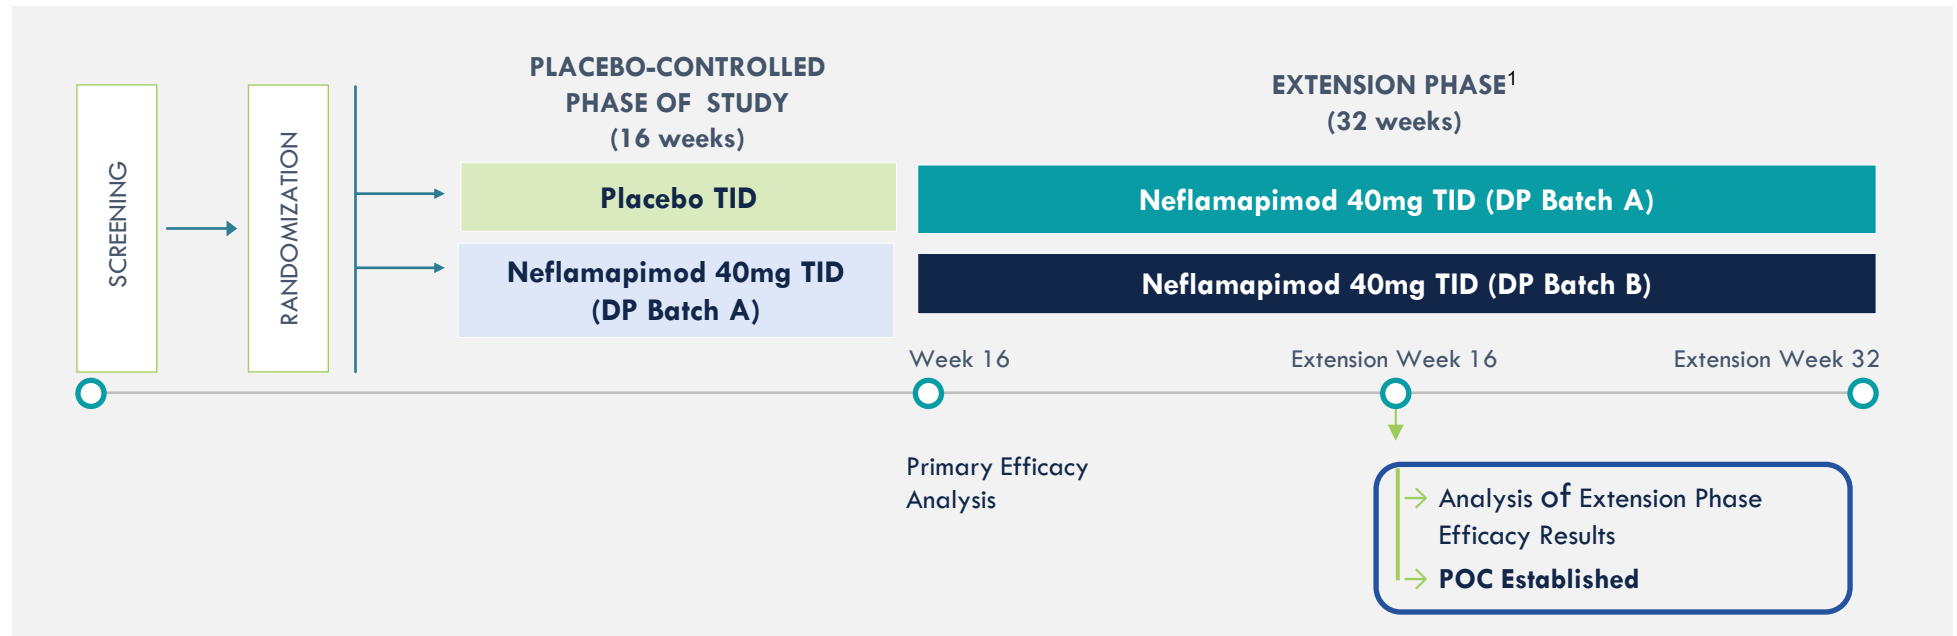 SCREENING
RANDOMIZATION
PLACEBO-CONTROLLED
PHASE OF STUDY
(16 weeks)
Placebo TID
Neflamapimod 40mg TID
(DP Batch A)
EXTENSION PHASE¹
(32 weeks)
Neflamapimod 40mg TID (DP Batch A)
Neflamapimod 40mg TID (DP Batch B)
Week 16
Extension Week 16
Extension Week 32
Primary Efficacy
Analysis
→ Analysis of Extension Phase
Efficacy Results
→ POC Established